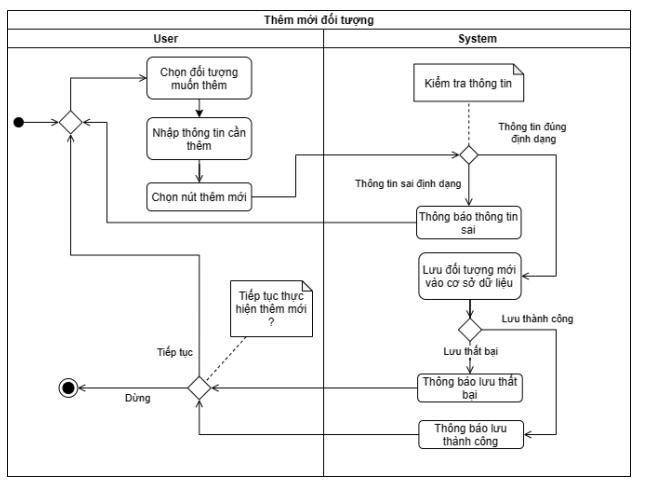 Thêm mới đối tượng
User
System
Chọn đối tượng
muốn thêm
Kiểm tra thông tin
Nhập thông tin cần
thêm
Thông tin đúng
định dạng
Thông tin sai định dạng
Chọn nút thêm mới
Thông báo thông tin
sai
Lưu đối tượng mới
vào cơ sở dữ liệu
Tiếp tục thực
hiện thêm mới
?
Lưu thành công
Tiếp tục
Lưu thất bại
Thông báo lưu thất
bại
Dừng
Thông báo lưu
thành công